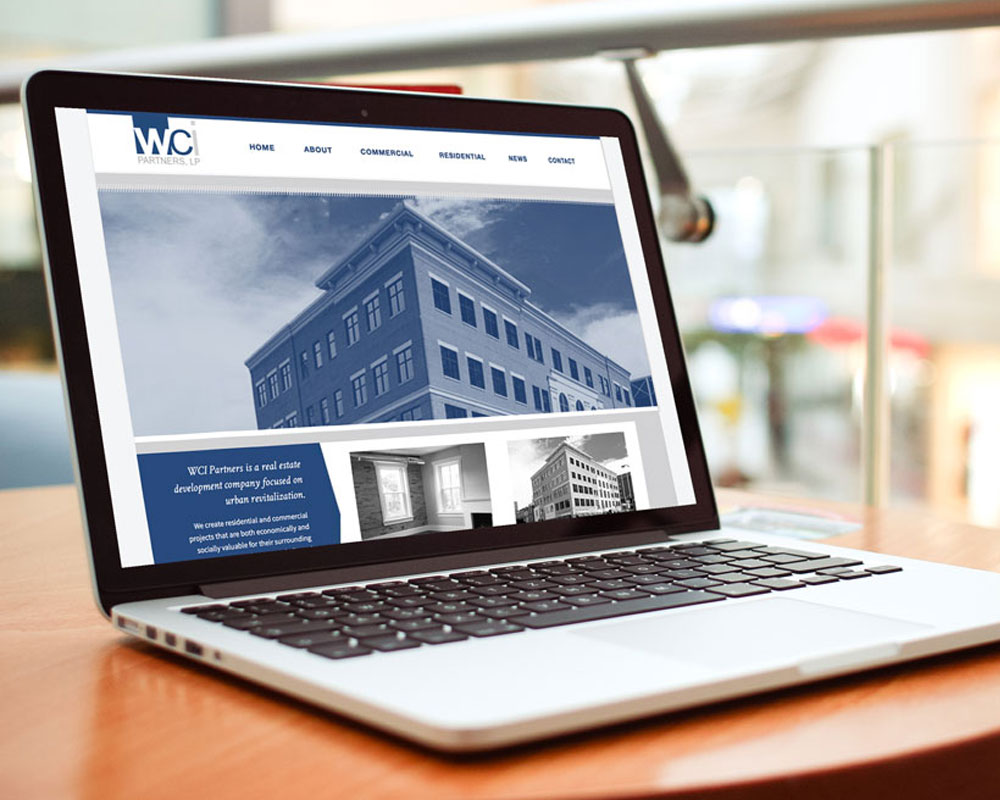 WCi
PARTNERS, LP
HOME ABOUT COMMERCIAL RESIDENTIAL NEWS CONTACT
WCI Partners is a real estate
development company focused on
urban revitalization.
We create residential and commercial
projects that are both economically and
socially valuable for their surrounding